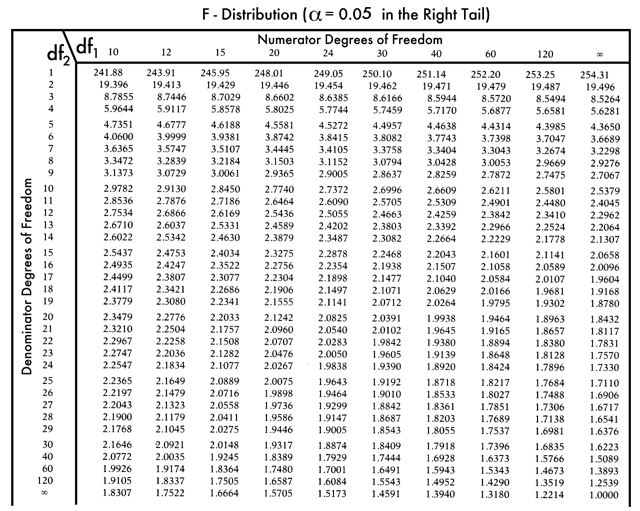 F - Distribution (α = 0.05 in the Right Tail)
Numerator Degrees of Freedom
df₂\df₁ 10 12 15 20 24 30 40 60 120 ∞
1 241.88 243.91 245.95 248.01 249.05 250.10 251.14 252.20 253.25 254.31
2 19.396 19.413 19.429 19.446 19.454 19.462 19.471 19.479 19.487 19.496
3 8.7855 8.7446 8.7029 8.6602 8.6385 8.6166 8.5944 8.5720 8.5494 8.5264
4 5.9644 5.9117 5.8578 5.8025 5.7744 5.7459 5.7170 5.6877 5.6581 5.6281
5 4.7351 4.6777 4.6188 4.5581 4.5272 4.4957 4.4638 4.4314 4.3985 4.3650
6 4.0600 3.9999 3.9381 3.8742 3.8415 3.8082 3.7743 3.7398 3.7047 3.6689
7 3.6365 3.5747 3.5107 3.4445 3.4105 3.3758 3.3404 3.3043 3.2674 3.2298
8 3.3472 3.2839 3.2184 3.1503 3.1152 3.0794 3.0428 3.0053 2.9669 2.9276
9 3.1373 3.0729 3.0061 2.9365 2.9005 2.8637 2.8259 2.7872 2.7475 2.7067
Denominator Degrees of Freedom
10 2.9782 2.9130 2.8450 2.7740 2.7372 2.6996 2.6609 2.6211 2.5801 2.5379
11 2.8536 2.7876 2.7186 2.6464 2.6090 2.5705 2.5309 2.4901 2.4480 2.4045
12 2.7534 2.6866 2.6169 2.5436 2.5055 2.4663 2.4259 2.3842 2.3410 2.2962
13 2.6710 2.6037 2.5331 2.4589 2.4202 2.3803 2.3392 2.2966 2.2524 2.2064
14 2.6022 2.5342 2.4630 2.3879 2.3487 2.3082 2.2664 2.2229 2.1778 2.1307
15 2.5437 2.4753 2.4034 2.3275 2.2878 2.2468 2.2043 2.1601 2.1141 2.0658
16 2.4935 2.4247 2.3522 2.2756 2.2354 2.1938 2.1507 2.1058 2.0589 2.0096
17 2.4499 2.3807 2.3077 2.2304 2.1898 2.1477 2.1040 2.0584 2.0107 1.9604
18 2.4117 2.3421 2.2686 2.1906 2.1497 2.1071 2.0629 2.0166 1.9681 1.9168
19 2.3779 2.3080 2.2341 2.1555 2.1141 2.0712 2.0264 1.9795 1.9302 1.8780
20 2.3479 2.2776 2.2033 2.1242 2.0825 2.0391 1.9938 1.9464 1.8963 1.8432
21 2.3210 2.2504 2.1757 2.0960 2.0540 2.0102 1.9645 1.9165 1.8657 1.8117
22 2.2967 2.2258 2.1508 2.0707 2.0283 1.9842 1.9380 1.8894 1.8380 1.7831
23 2.2747 2.2036 2.1282 2.0476 2.0050 1.9605 1.9139 1.8648 1.8128 1.7570
24 2.2547 2.1834 2.1077 2.0267 1.9838 1.9390 1.8920 1.8424 1.7896 1.7330
25 2.2365 2.1649 2.0889 2.0075 1.9643 1.9192 1.8718 1.8217 1.7684 1.7110
26 2.2197 2.1479 2.0716 1.9898 1.9464 1.9010 1.8533 1.8027 1.7488 1.6906
27 2.2043 2.1323 2.0558 1.9736 1.9299 1.8842 1.8361 1.7851 1.7306 1.6717
28 2.1900 2.1179 2.0411 1.9586 1.9147 1.8687 1.8203 1.7689 1.7138 1.6541
29 2.1768 2.1045 2.0275 1.9446 1.9005 1.8543 1.8055 1.7537 1.6981 1.6376
30 2.1646 2.0921 2.0148 1.9317 1.8874 1.8409 1.7918 1.7396 1.6835 1.6223
40 2.0772 2.0035 1.9245 1.8389 1.7929 1.7444 1.6928 1.6373 1.5766 1.5089
60 1.9926 1.9174 1.8364 1.7480 1.7001 1.6491 1.5943 1.5343 1.4673 1.3893
120 1.9105 1.8337 1.7505 1.6587 1.6084 1.5543 1.4952 1.4290 1.3519 1.2539
∞ 1.8307 1.7522 1.6664 1.5705 1.5173 1.4591 1.3940 1.3180 1.2214 1.0000